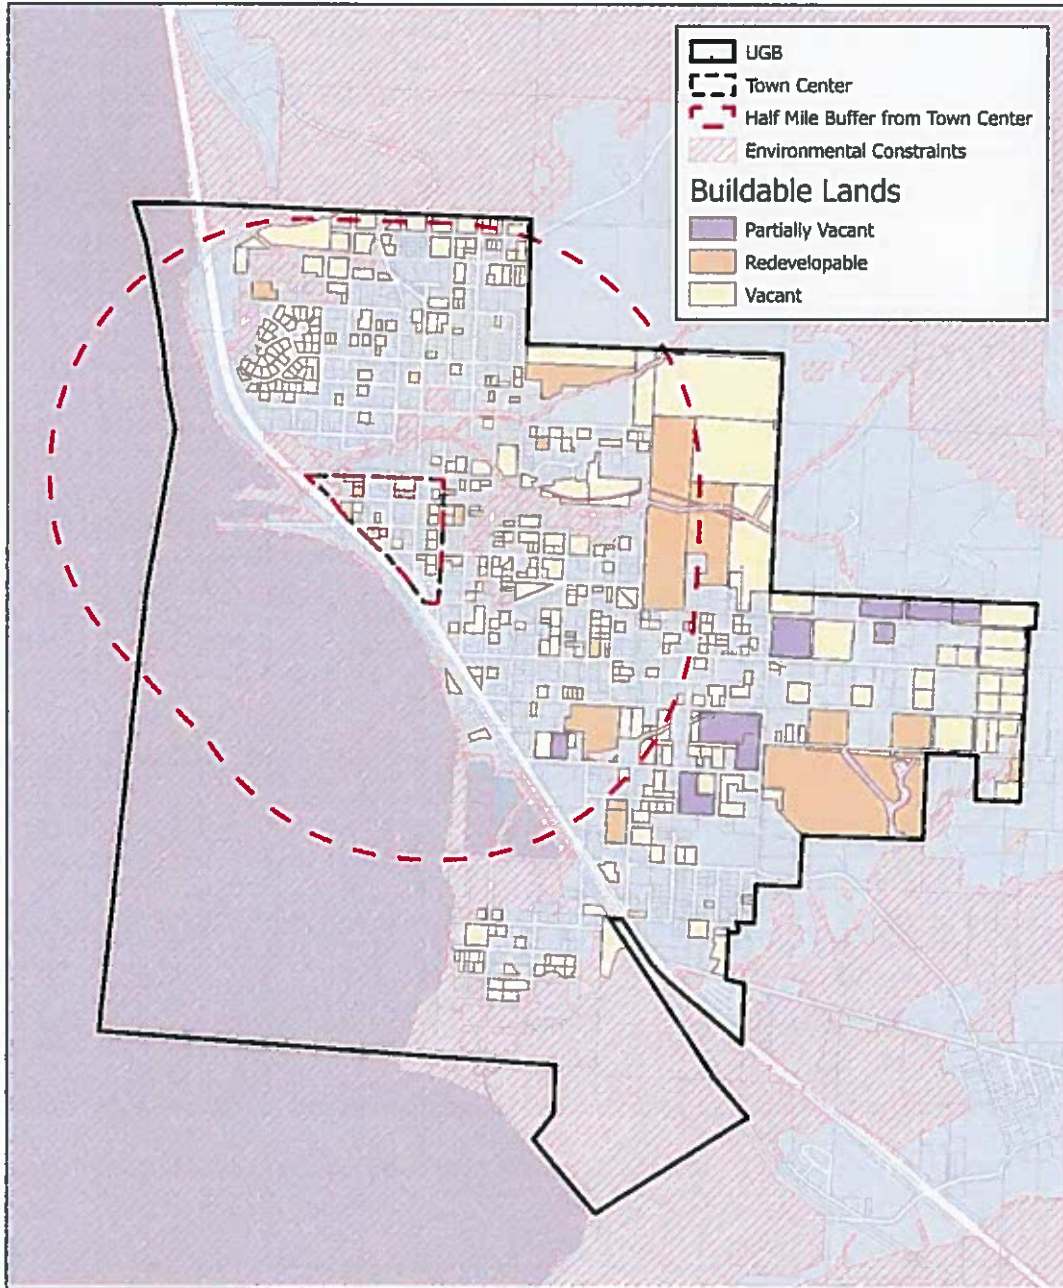 UGB
Town Center
Half Mile Buffer from Town Center
Environmental Constraints
Buildable Lands
Partially Vacant
Redevelopable
Vacant